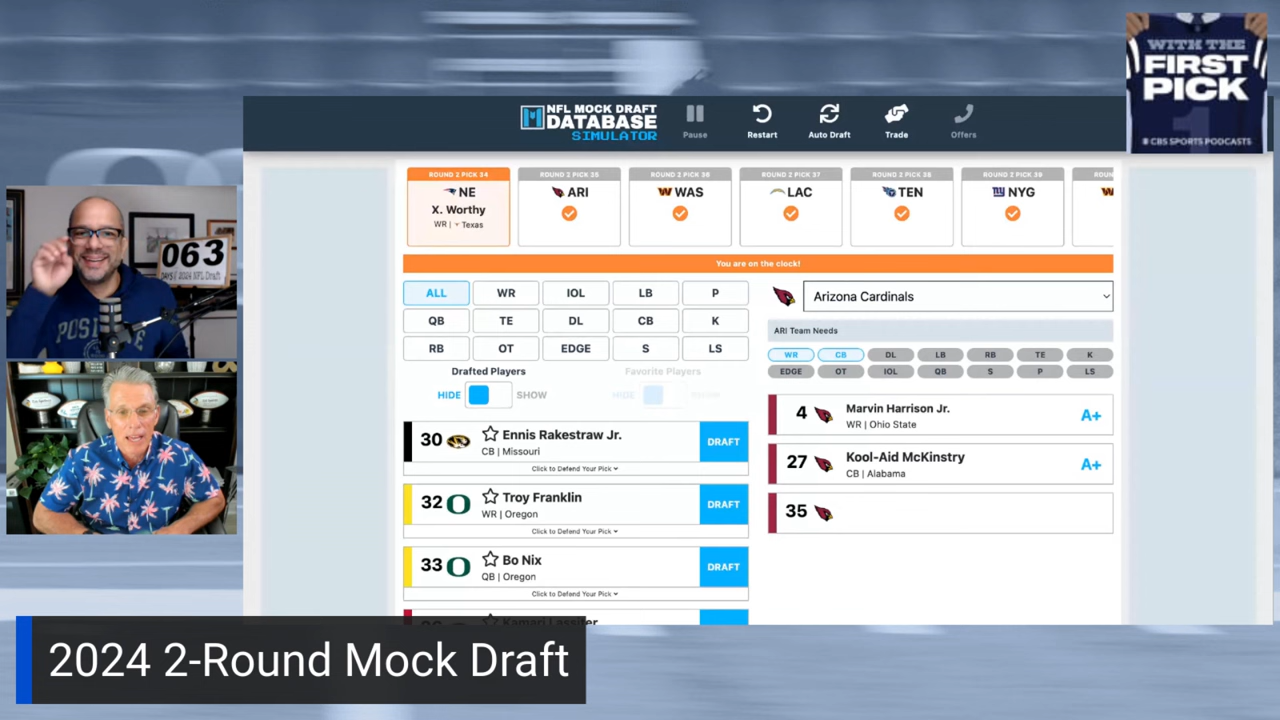 WITH THE
FIRST
PICK
CBS SPORTS PODCASTS
NFL MOCK DRAFT
DATABASE
SIMULATOR
Pause
Restart
Auto Draft
Trade
Offers
ROUND 2 PICK 34
NE
X. Worthy
WR | Texas
ROUND 2 PICK 35
ARI
ROUND 2 PICK 36
WAS
ROUND 2 PICK 37
LAC
ROUND 2 PICK 38
TEN
ROUND 2 PICK 39
NYG
You are on the clock!
ALL WR IOL LB P
QB TE DL CB K
RB OT EDGE S LS
Drafted Players
HIDE SHOW
Favorite Players
HIDE
30 Ennis Rakestraw Jr.
CB | Missouri
DRAFT
Click to Defend Your Pick
32 Troy Franklin
WR | Oregon
DRAFT
Click to Defend Your Pick
33 Bo Nix
QB | Oregon
DRAFT
Click to Defend Your Pick
Kamari Lassiter
Arizona Cardinals
ARI Team Needs
WR CB DL LB RB TE K
EDGE OT IOL QB S P LS
4 Marvin Harrison Jr. A+
WR | Ohio State
27 Kool-Aid McKinstry A+
CB | Alabama
35
063
DAYS 2024 NFL Draft
POSI
2024 2-Round Mock Draft